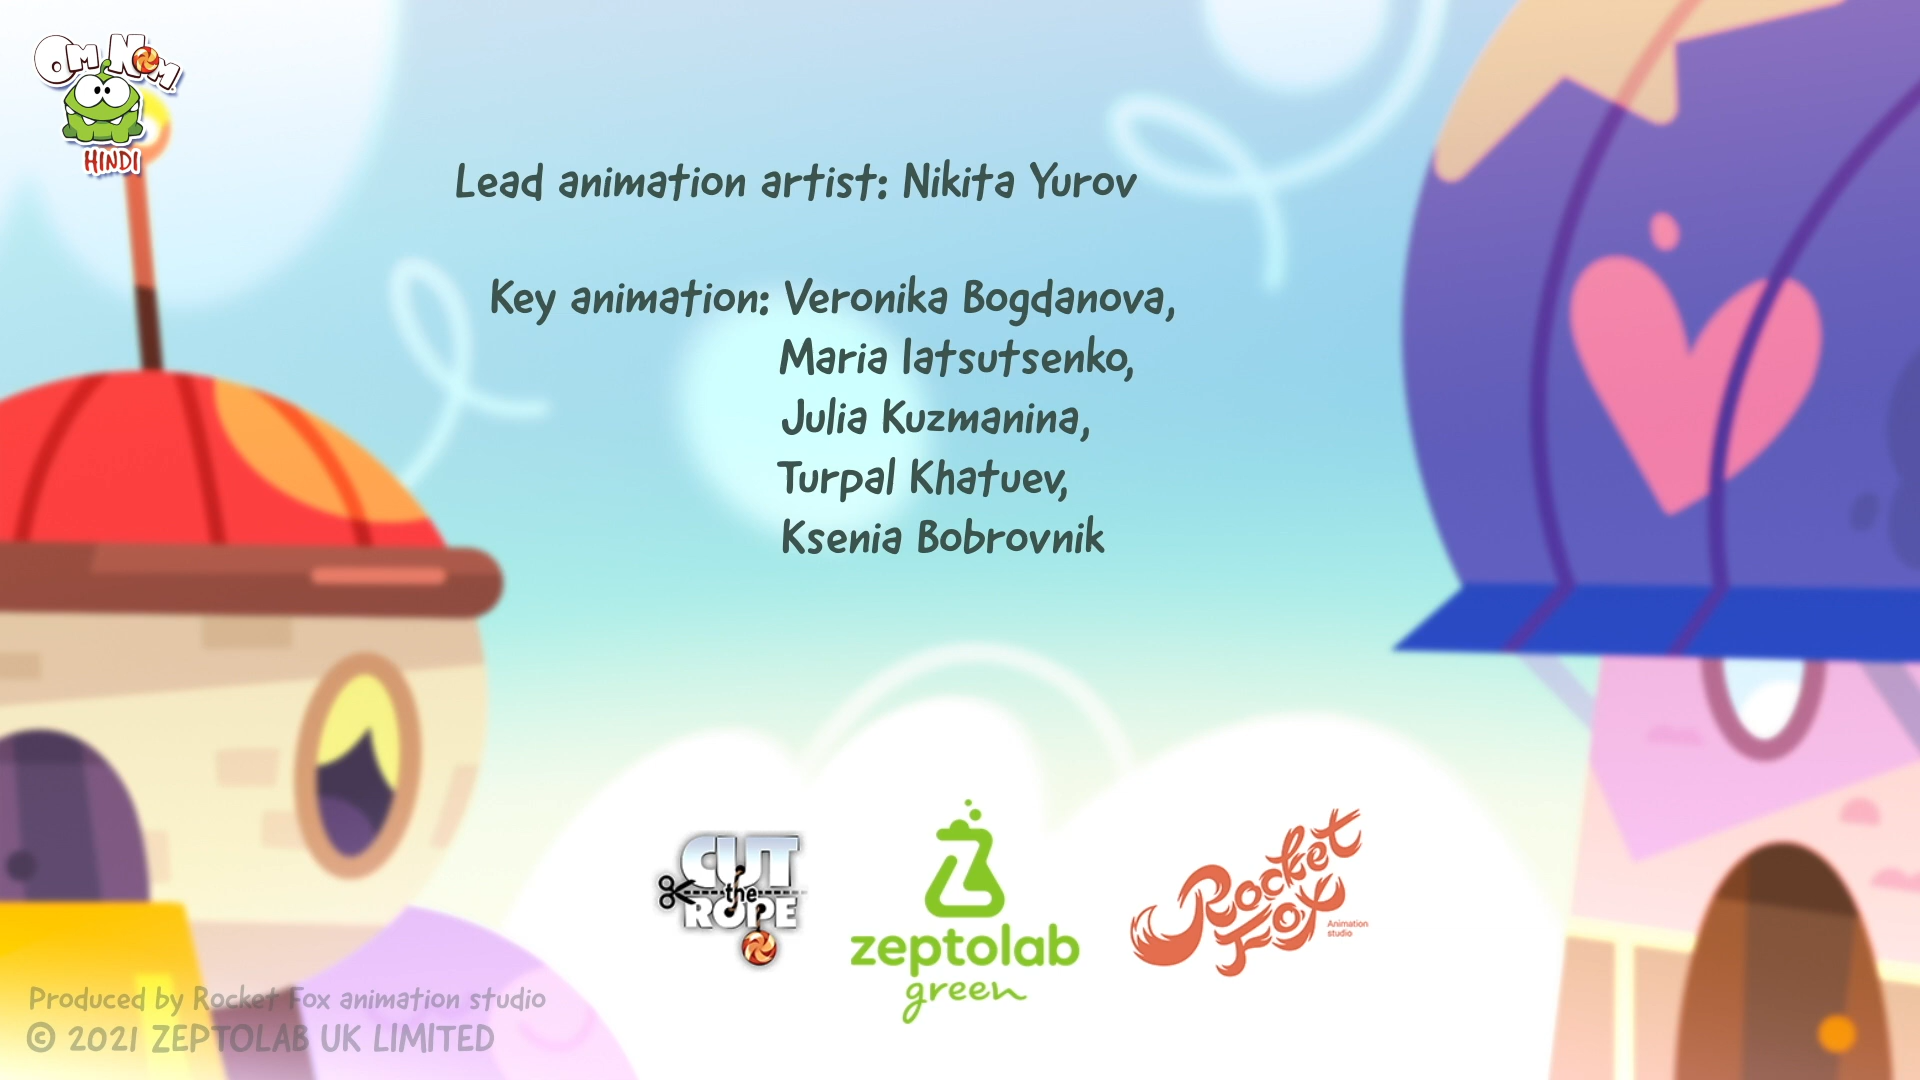 OM NOM
HINDI
Lead animation artist: Nikita Yurov
Key animation: Veronika Bogdanova,
Maria Iatsutsenko,
Julia Kuzmanina,
Turpal Khatuev,
Ksenia Bobrovnik
CUT
the
ROPE
zeptolab
green
Rocket
Fox
Animation
studio
Produced by Rocket Fox animation studio
© 2021 ZEPTOLAB UK LIMITED